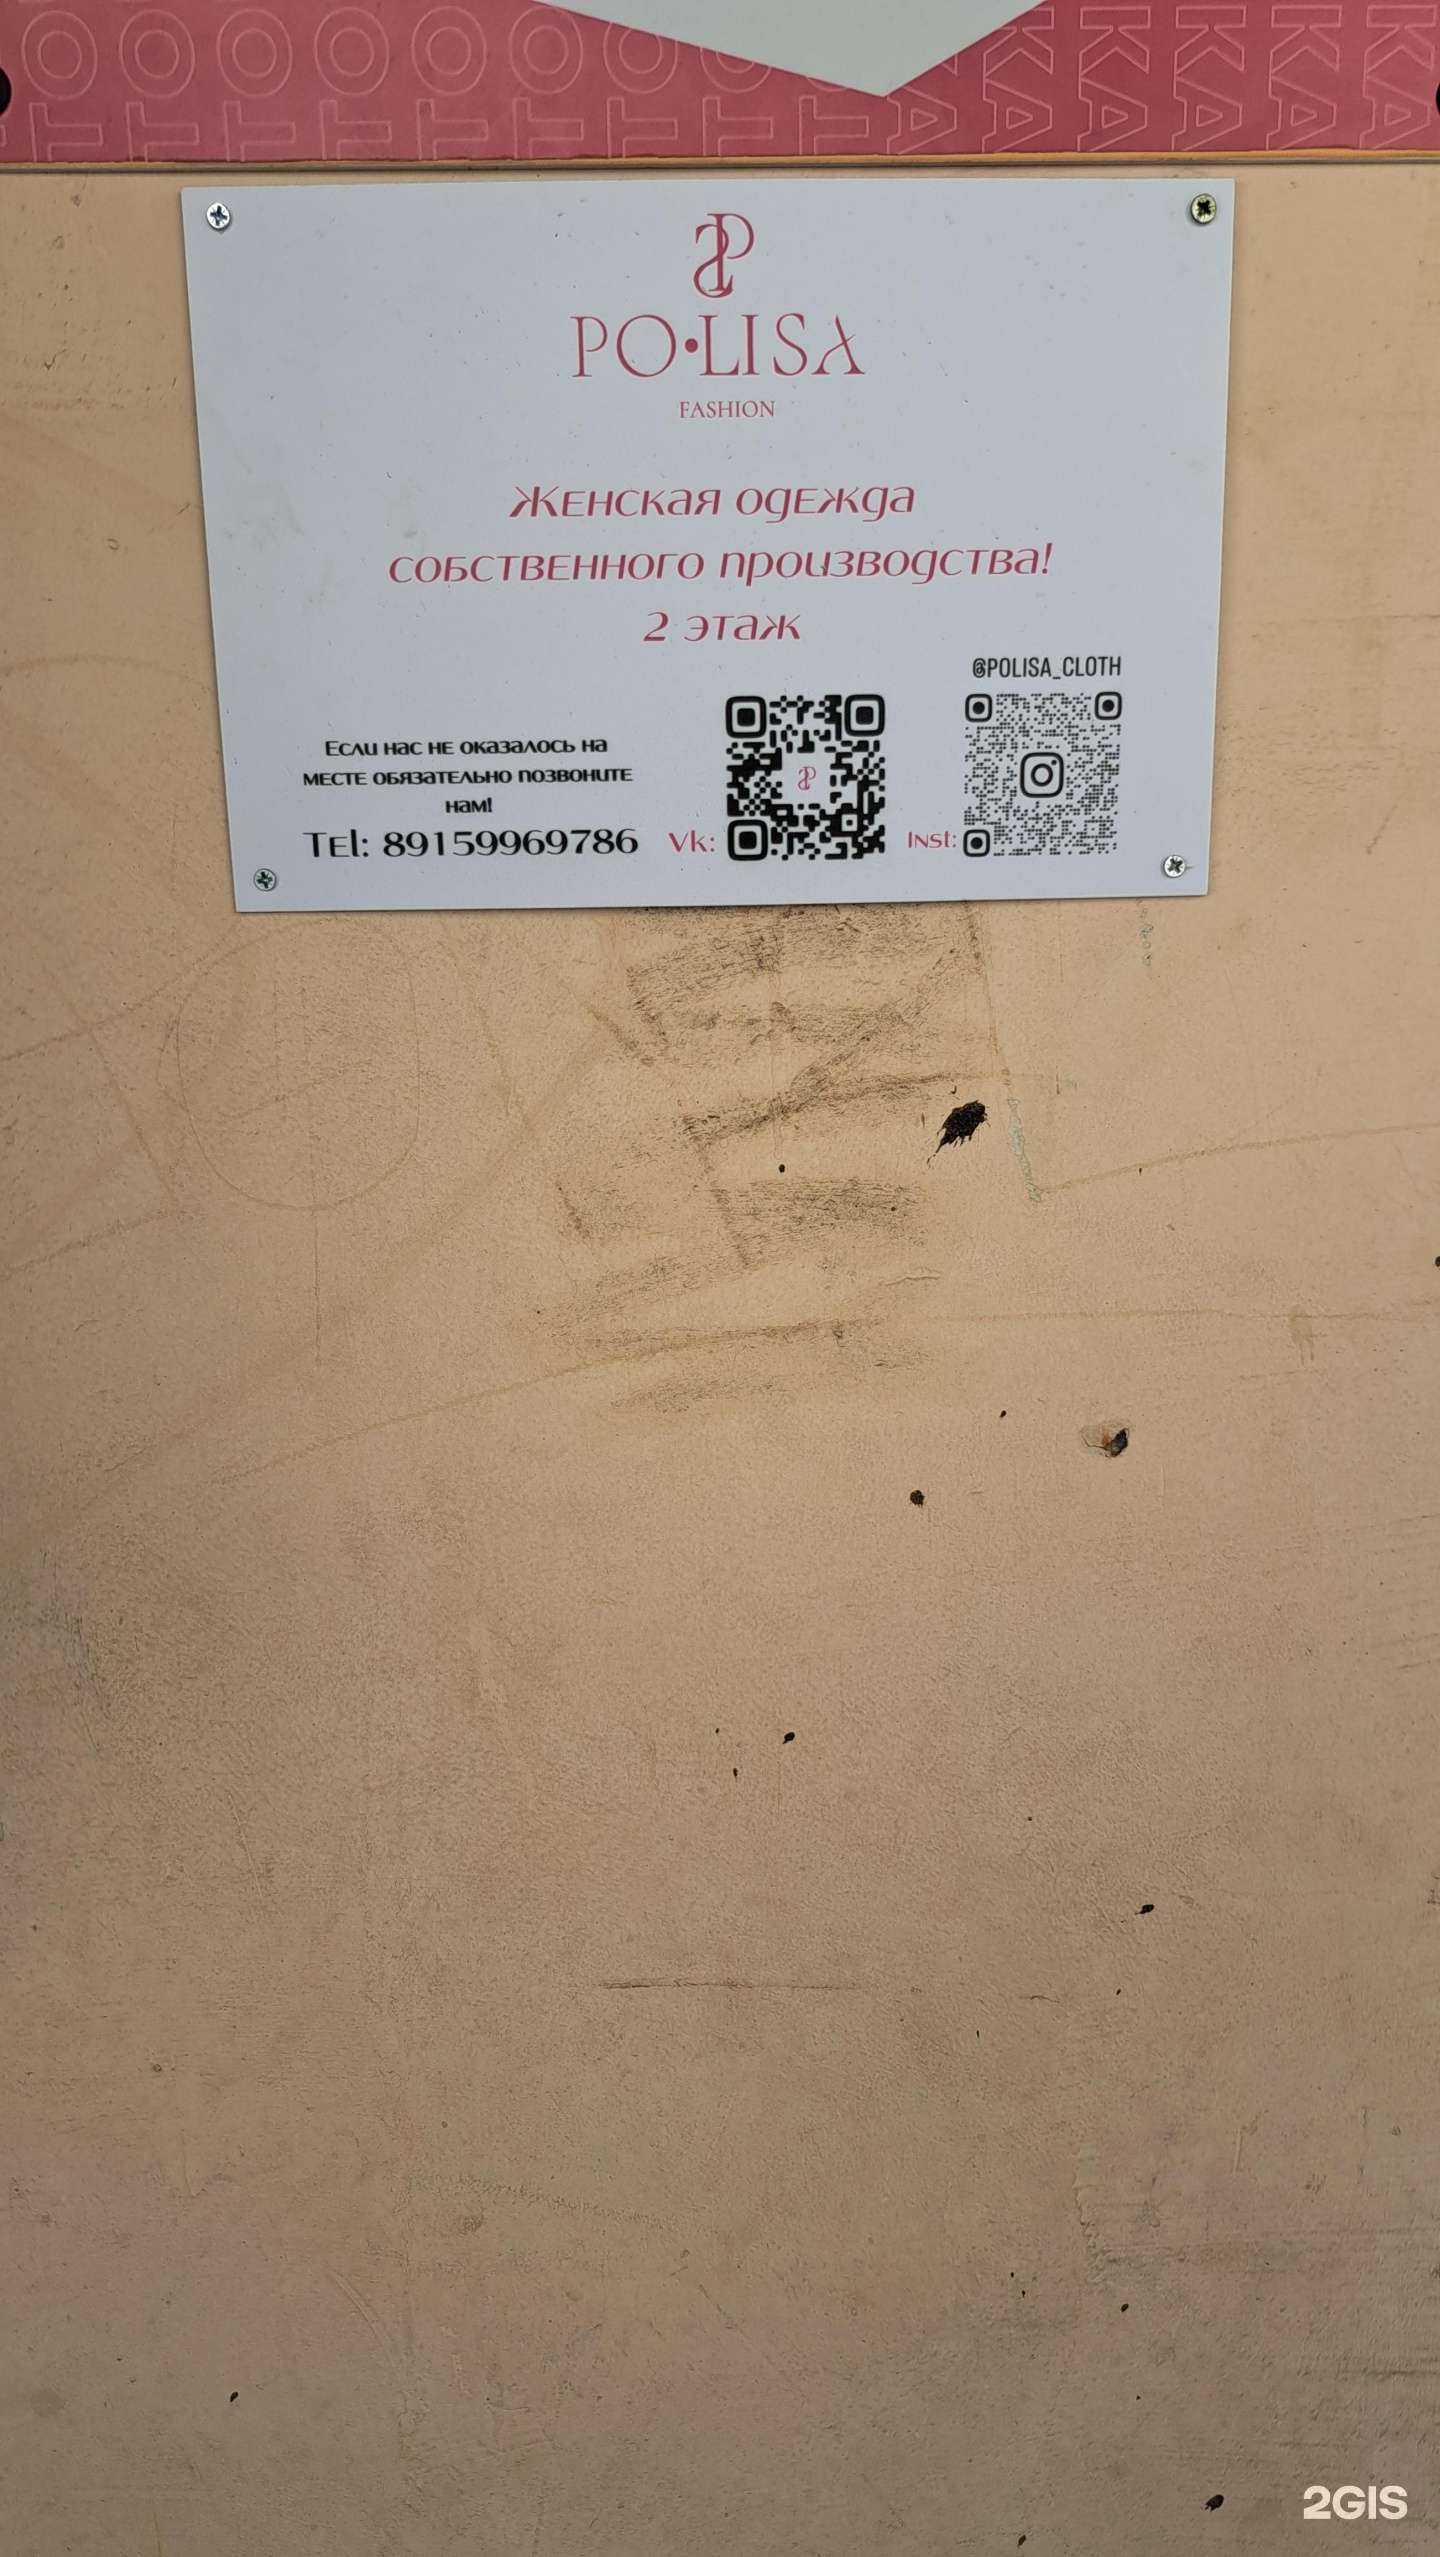 PO•LISA
FASHION
Женская одежда
собственного производства!
2 этаж
@POLISA_CLOTH
Если нас не оказалось на
месте обязательно позвоните
нам!
Tel: 89159969786
Vk:
Inst:
2GIS